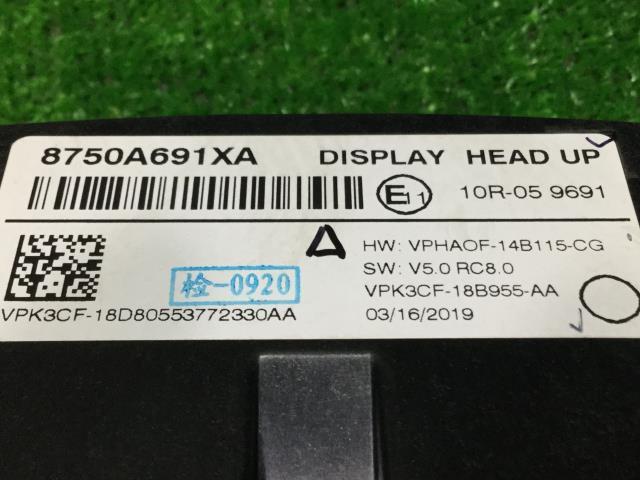 8750A691XA DISPLAY HEAD UP
E11 10R-05 9691
HW: VPHAOF-14B115-CG
SW: V5.0 RC8.0
检-0920
VPK3CF-18B955-AA
VPK3CF-18D80553772330AA 03/16/2019